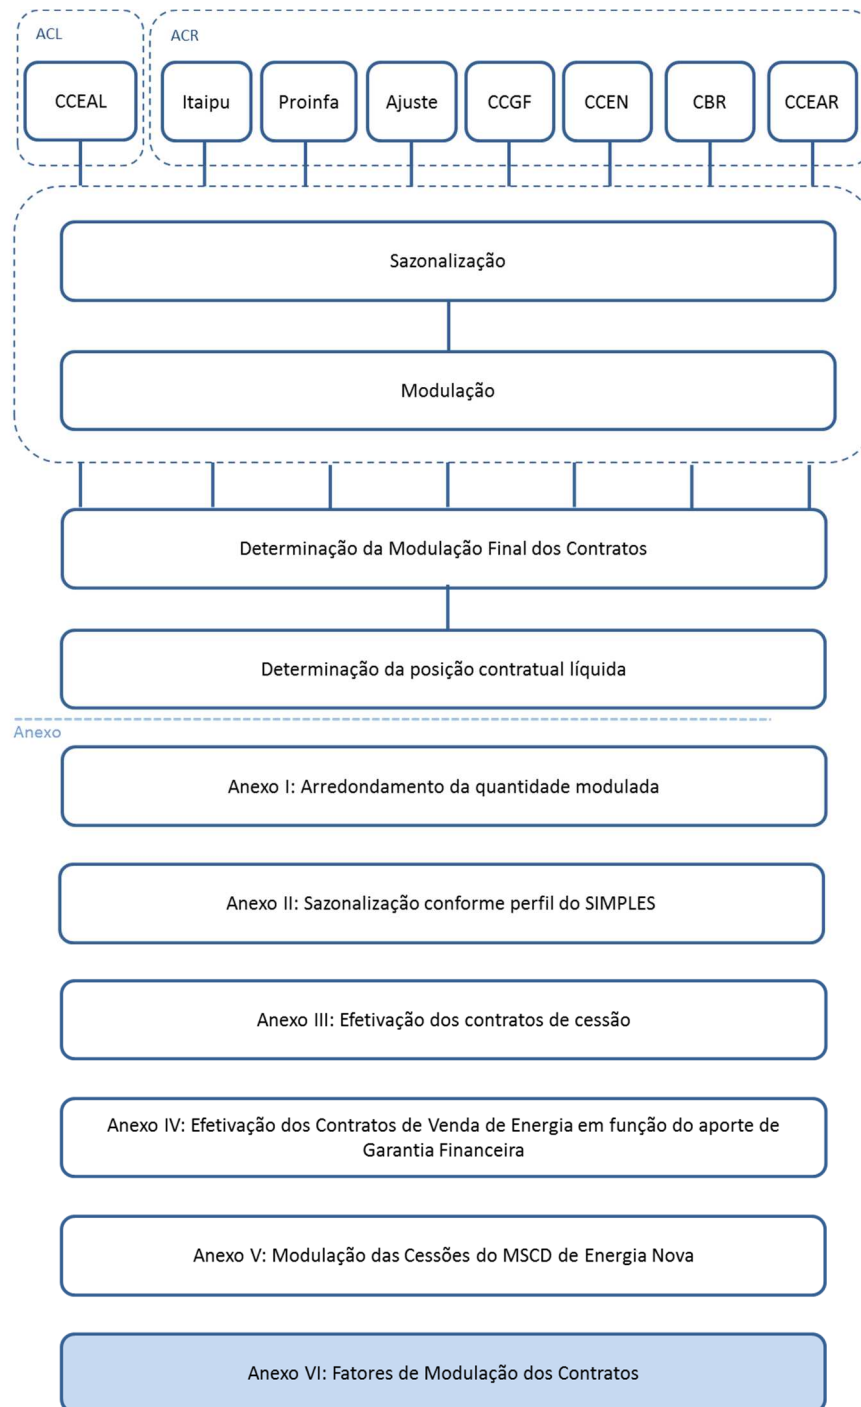 ACL
ACR
CCEAL
Itaipu
Proinfa
Ajuste
CCGF
CCEN
CBR
CCEAR
Sazonalização
Modulação
Determinação da Modulação Final dos Contratos
Determinação da posição contratual líquida
Anexo
Anexo I: Arredondamento da quantidade modulada
Anexo II: Sazonalização conforme perfil do SIMPLES
Anexo III: Efetivação dos contratos de cessão
Anexo IV: Efetivação dos Contratos de Venda de Energia em função do aporte de
Garantia Financeira
Anexo V: Modulação das Cessões do MSCD de Energia Nova
Anexo VI: Fatores de Modulação dos Contratos